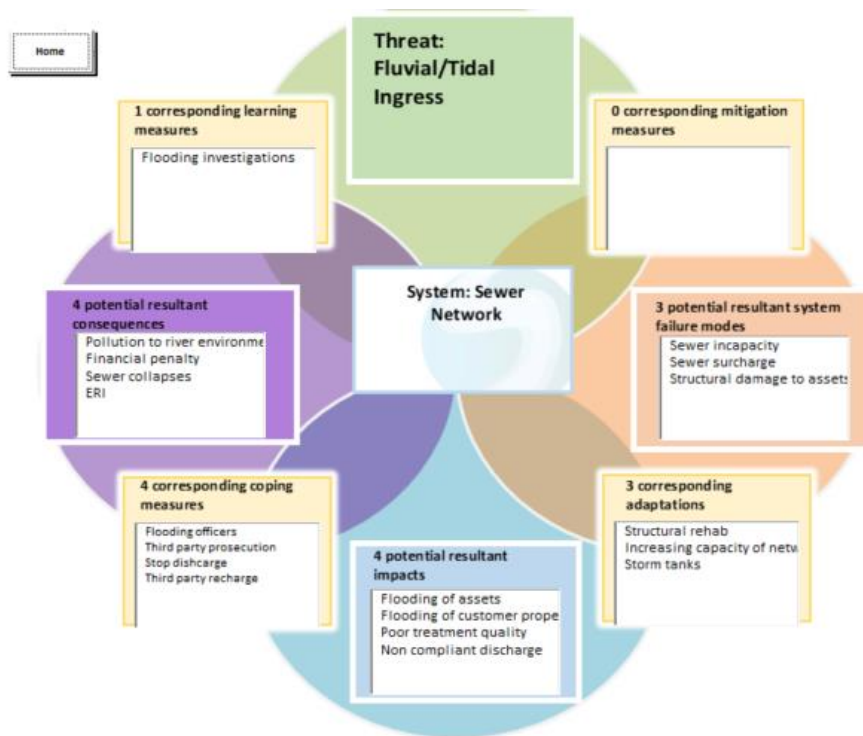 Home
Threat:
Fluvial/Tidal
Ingress
1 corresponding learning
measures
Flooding investigations
0 corresponding mitigation
measures
System: Sewer
Network
4 potential resultant
consequences
Pollution to river environme
Financial penalty
Sewer collapses
ERI
3 potential resultant system
failure modes
Sewer incapacity
Sewer surcharge
Structural damage to assets
4 corresponding coping
measures
Flooding officers
Third party prosecution
Stop dishcarge
Third party recharge
4 potential resultant
impacts
Flooding of assets
Flooding of customer prope
Poor treatment quality
Non compliant discharge
3 corresponding
adaptations
Structural rehab
Increasing capacity of netw
Storm tanks